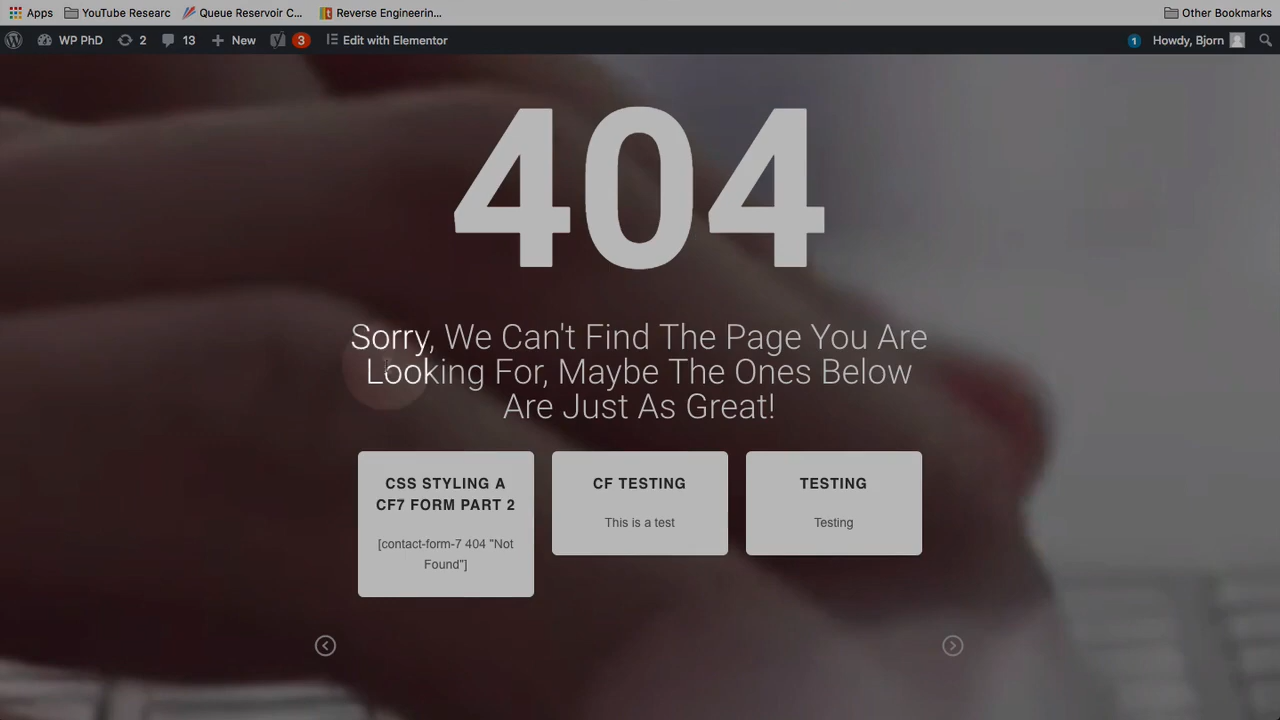 Apps YouTube Researc Queue Reservoir C... Reverse Engineerin... Other Bookmarks
WP PhD 2 13 New 3 Edit with Elementor 1 Howdy, Bjorn
404
Sorry, We Can't Find The Page You Are
Looking For, Maybe The Ones Below
Are Just As Great!
CSS STYLING A
CF7 FORM PART 2
[contact-form-7 404 "Not
Found"]
CF TESTING
This is a test
TESTING
Testing